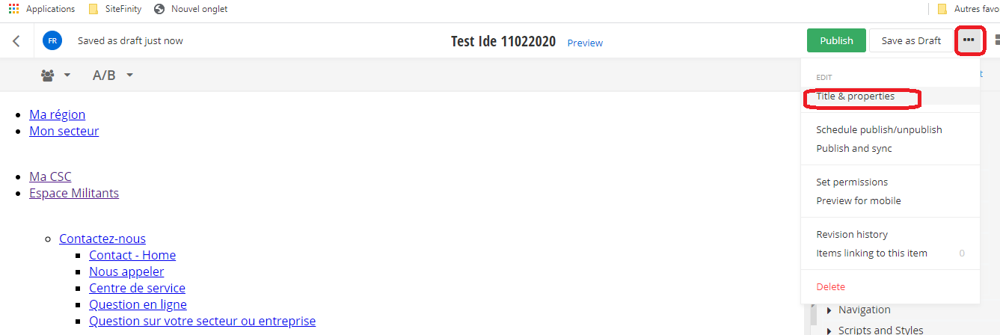 Applications SiteFinity Nouvel onglet Autres favo
FR Saved as draft just now Test Ide 11022020 Preview Publish Save as Draft •••
A/B
EDIT
Title & properties
Schedule publish/unpublish
Publish and sync
Set permissions
Preview for mobile
Revision history
Items linking to this item 0
Delete
Ma région
Mon secteur
Ma CSC
Espace Militants
Contactez-nous
Contact - Home
Nous appeler
Centre de service
Question en ligne
Question sur votre secteur ou entreprise
Navigation
Scripts and Styles